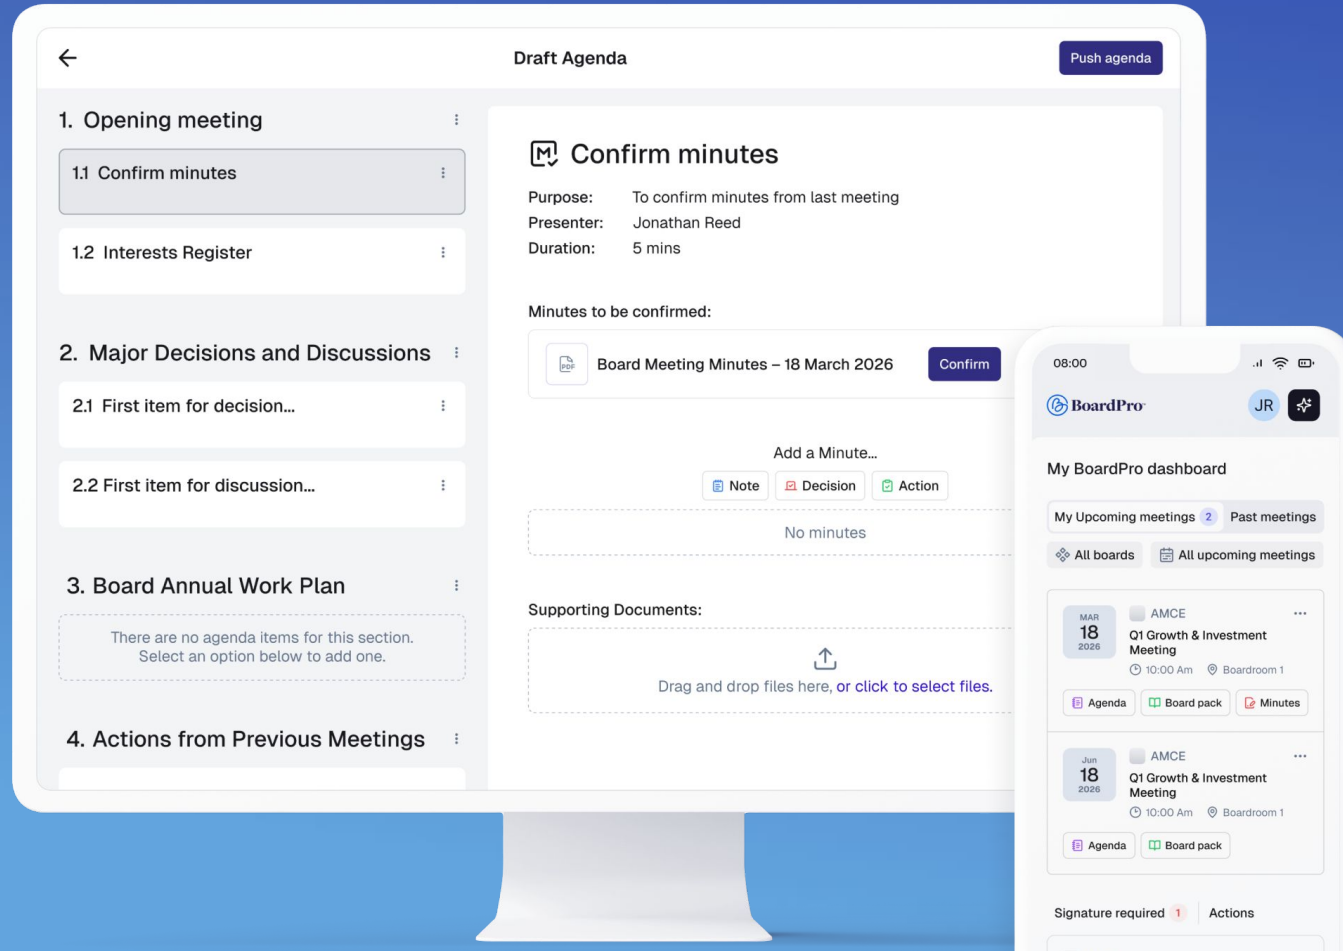 Draft Agenda
Push agenda
1. Opening meeting
1.1 Confirm minutes
1.2 Interests Register
2. Major Decisions and Discussions
2.1 First item for decision...
2.2 First item for discussion...
3. Board Annual Work Plan
There are no agenda items for this section.
Select an option below to add one.
4. Actions from Previous Meetings
Confirm minutes
Purpose: To confirm minutes from last meeting
Presenter: Jonathan Reed
Duration: 5 mins
Minutes to be confirmed:
PDF
Board Meeting Minutes – 18 March 2026
Confirm
Add a Minute...
Note Decision Action
No minutes
Supporting Documents:
Drag and drop files here, or click to select files.
08:00
BoardPro
JR
My BoardPro dashboard
My Upcoming meetings 2 Past meetings
All boards All upcoming meetings
MAR
18
2026
AMCE
Q1 Growth & Investment
Meeting
10:00 Am Boardroom 1
Agenda Board pack Minutes
Jun
18
2026
AMCE
Q1 Growth & Investment
Meeting
10:00 Am Boardroom 1
Agenda Board pack
Signature required 1 Actions